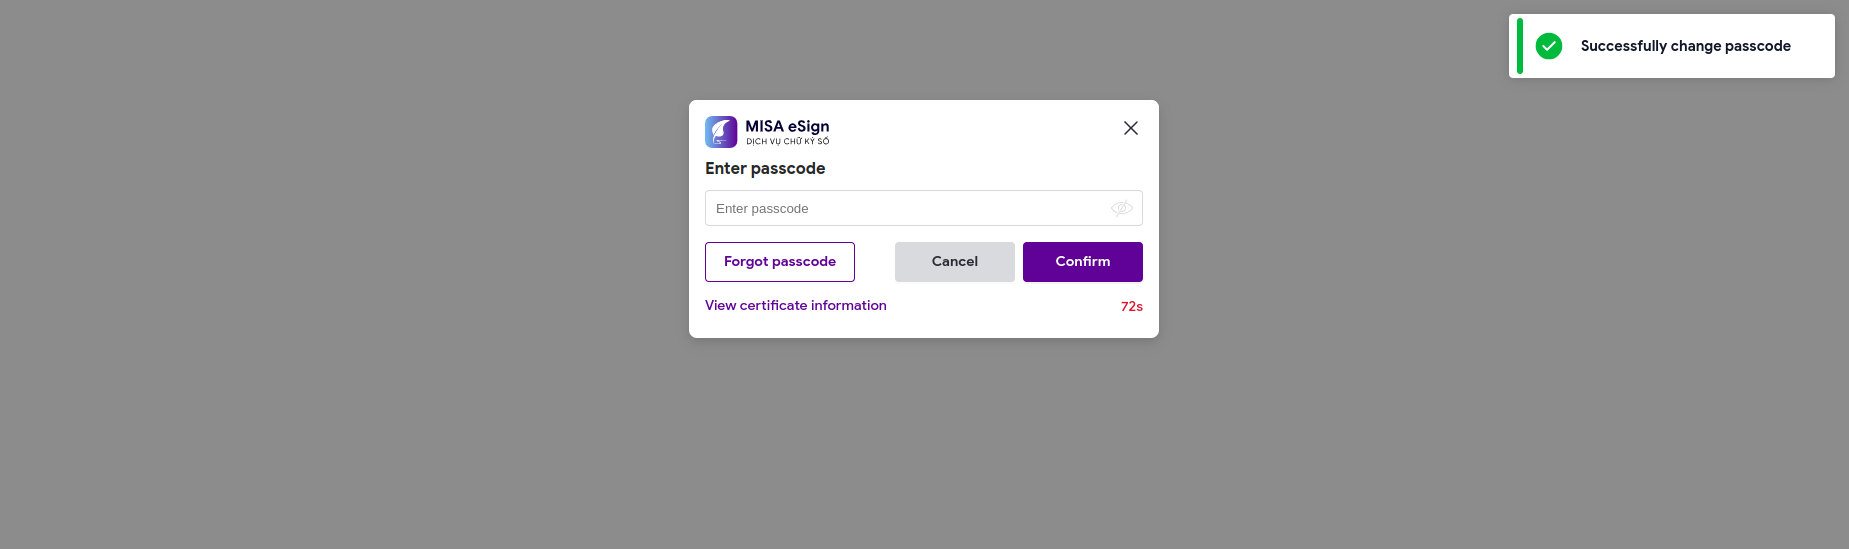 Successfully change passcode
MISA eSign
DỊCH VỤ CHỮ KÝ SỐ
Enter passcode
Enter passcode
Forgot passcode
Cancel
Confirm
View certificate information
72s